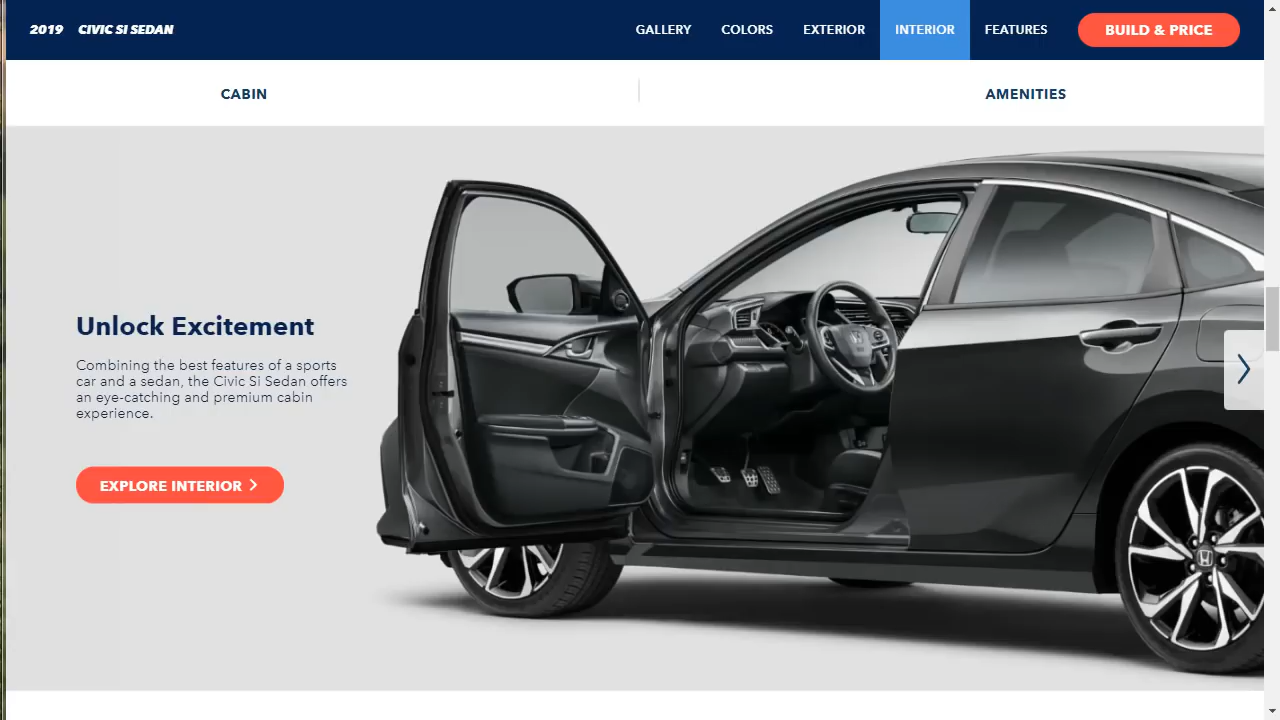 2019 CIVIC SI SEDAN GALLERY COLORS EXTERIOR INTERIOR FEATURES BUILD & PRICE
CABIN AMENITIES
Unlock Excitement
Combining the best features of a sports
car and a sedan, the Civic Si Sedan offers
an eye-catching and premium cabin
experience.
EXPLORE INTERIOR